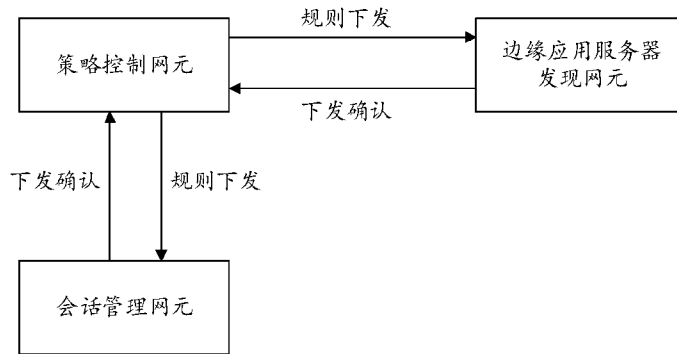 规则下发
策略控制网元
边缘应用服务器
发现网元
下发确认
下发确认
规则下发
会话管理网元